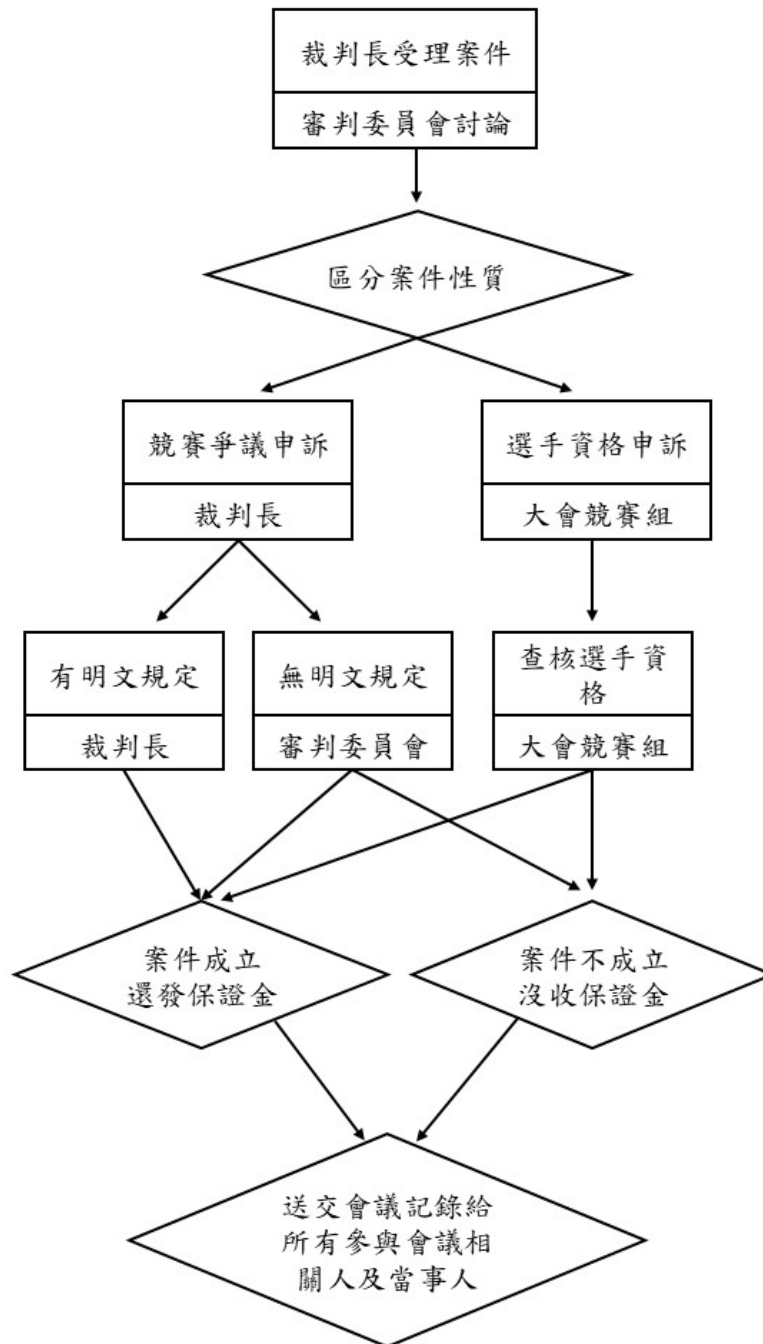 裁判長受理案件
審判委員會討論
區分案件性質
競賽爭議申訴
裁判長
選手資格申訴
大會競賽組
有明文規定
裁判長
無明文規定
審判委員會
查核選手資
格
大會競賽組
案件成立
還發保證金
案件不成立
沒收保證金
送交會議記錄給
所有參與會議相
關人及當事人